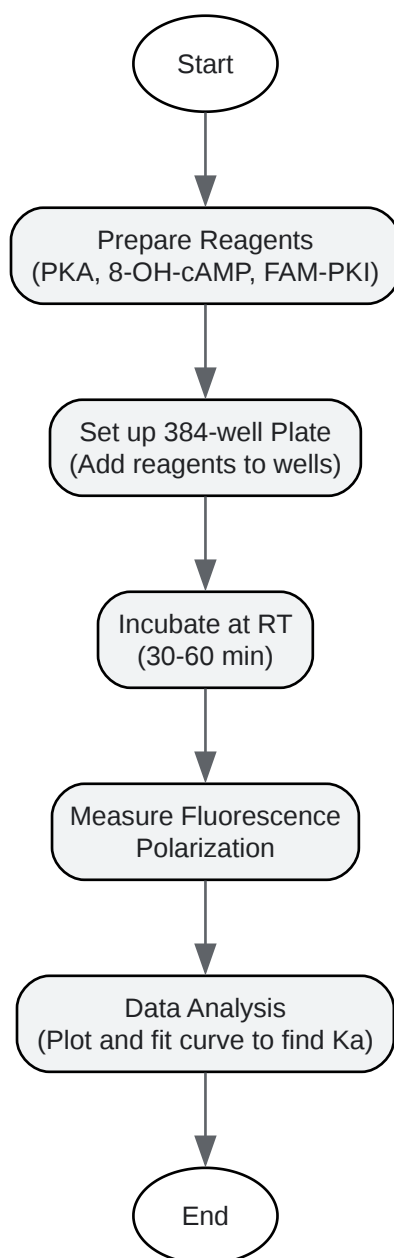 Start
Prepare Reagents
(PKA, 8-OH-cAMP, FAM-PKI)
Set up 384-well Plate
(Add reagents to wells)
Incubate at RT
(30-60 min)
Measure Fluorescence
Polarization
Data Analysis
(Plot and fit curve to find Ka)
End